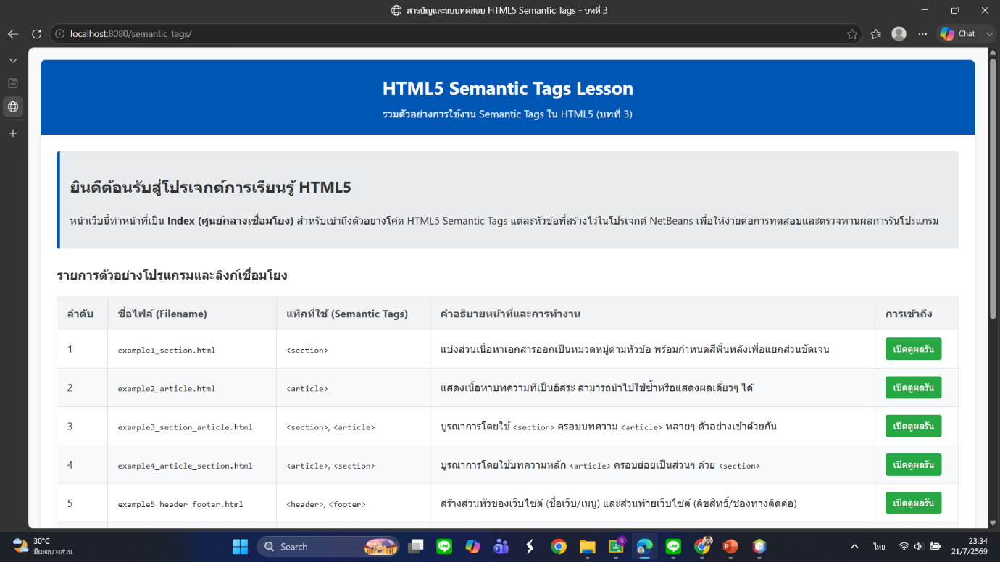 สารบัญและแบบทดสอบ HTML5 Semantic Tags - บทที่ 3
localhost:8080/semantic_tags/
Chat
HTML5 Semantic Tags Lesson
รวมตัวอย่างการใช้งาน Semantic Tags ใน HTML5 (บทที่ 3)
ยินดีต้อนรับสู่โปรเจกต์การเรียนรู้ HTML5
หน้าเว็บนี้ทำหน้าที่เป็น Index (ศูนย์กลางเชื่อมโยง) สำหรับเข้าถึงตัวอย่างโค้ด HTML5 Semantic Tags แต่ละหัวข้อที่สร้างไว้ในโปรเจกต์ NetBeans เพื่อให้ง่ายต่อการทดสอบและตรวจทานผลการรันโปรแกรม
รายการตัวอย่างโปรแกรมและลิงก์เชื่อมโยง
ลำดับ ชื่อไฟล์ (Filename) แท็กที่ใช้ (Semantic Tags) คำอธิบายหน้าที่และการทำงาน การเข้าถึง
1 example1_section.html <section> แบ่งส่วนเนื้อหาเอกสารออกเป็นหมวดหมู่ตามหัวข้อ พร้อมกำหนดสีพื้นหลังเพื่อแยกส่วนชัดเจน เปิดดูผลรัน
2 example2_article.html <article> แสดงเนื้อหาบทความที่เป็นอิสระ สามารถนำไปใช้ซ้ำหรือแสดงผลเดี่ยวๆ ได้ เปิดดูผลรัน
3 example3_section_article.html <section>, <article> บูรณาการโดยใช้ <section> ครอบบทความ <article> หลายๆ ตัวอย่างเข้าด้วยกัน เปิดดูผลรัน
4 example4_article_section.html <article>, <section> บูรณาการโดยใช้บทความหลัก <article> ครอบย่อยเป็นส่วนๆ ด้วย <section> เปิดดูผลรัน
5 example5_header_footer.html <header>, <footer> สร้างส่วนหัวของเว็บไซต์ (ชื่อเว็บ/เมนู) และส่วนท้ายเว็บไซต์ (ลิขสิทธิ์/ช่องทางติดต่อ) เปิดดูผลรัน
30°C
มีเมฆบางส่วน
Search
ไทย
23:34
21/7/2569